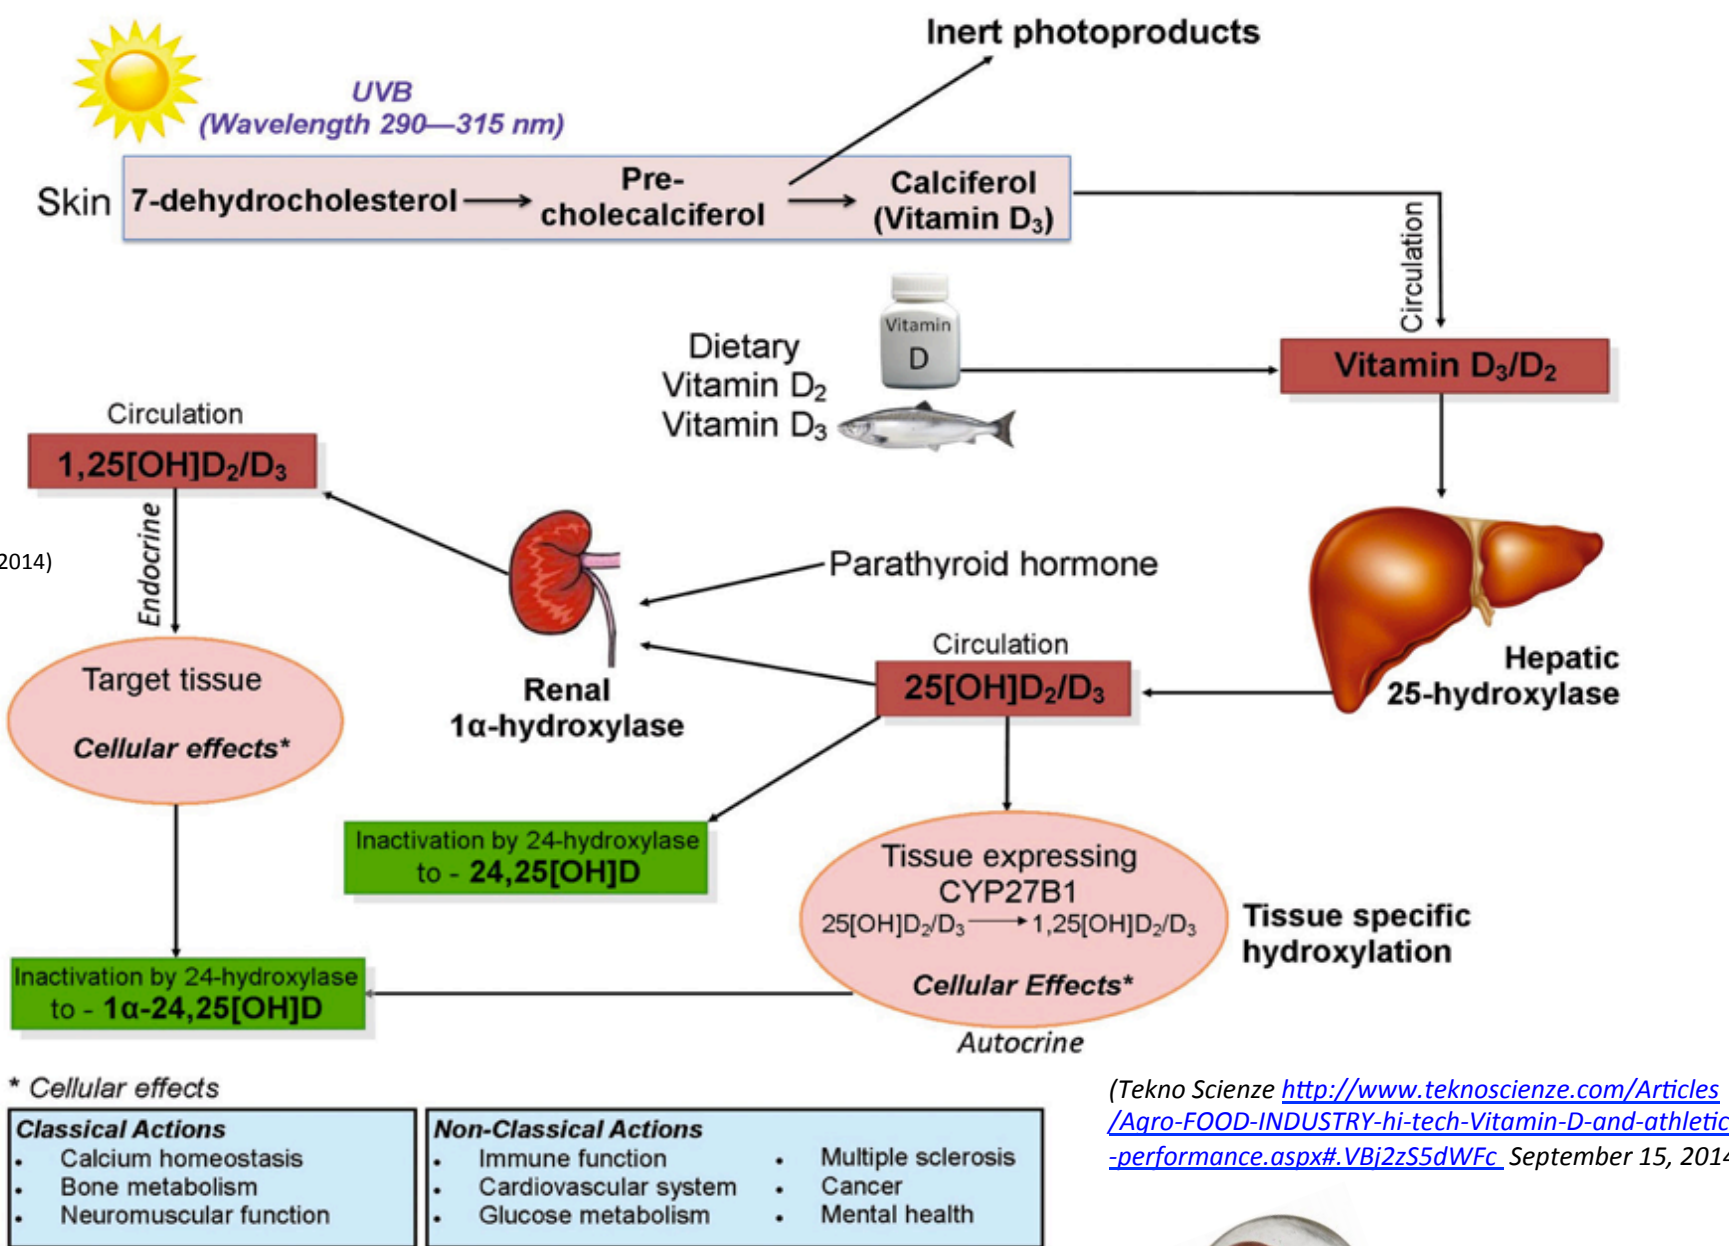 Inert photoproducts
UVB
(Wavelength 290—315 nm)
Skin
7-dehydrocholesterol
Pre-
cholecalciferol
Calciferol
(Vitamin D₃)
Circulation
Vitamin
D
Dietary
Vitamin D₂
Vitamin D₃
Vitamin D₃/D₂
Circulation
1,25[OH]D₂/D₃
Endocrine
2014)
Parathyroid hormone
Target tissue
Cellular effects*
Renal
1α-hydroxylase
Circulation
25[OH]D₂/D₃
Hepatic
25-hydroxylase
Inactivation by 24-hydroxylase
to - 24,25[OH]D
Tissue expressing
CYP27B1
25[OH]D₂/D₃ → 1,25[OH]D₂/D₃
Cellular Effects*
Autocrine
Tissue specific
hydroxylation
Inactivation by 24-hydroxylase
to - 1α-24,25[OH]D
* Cellular effects
Classical Actions
• Calcium homeostasis
• Bone metabolism
• Neuromuscular function
Non-Classical Actions
• Immune function
• Cardiovascular system
• Glucose metabolism
• Multiple sclerosis
• Cancer
• Mental health
(Tekno Scienze http://www.teknoscienze.com/Articles
/Agro-FOOD-INDUSTRY-hi-tech-Vitamin-D-and-athletic
-performance.aspx#.VBj2zS5dWFc September 15, 2014